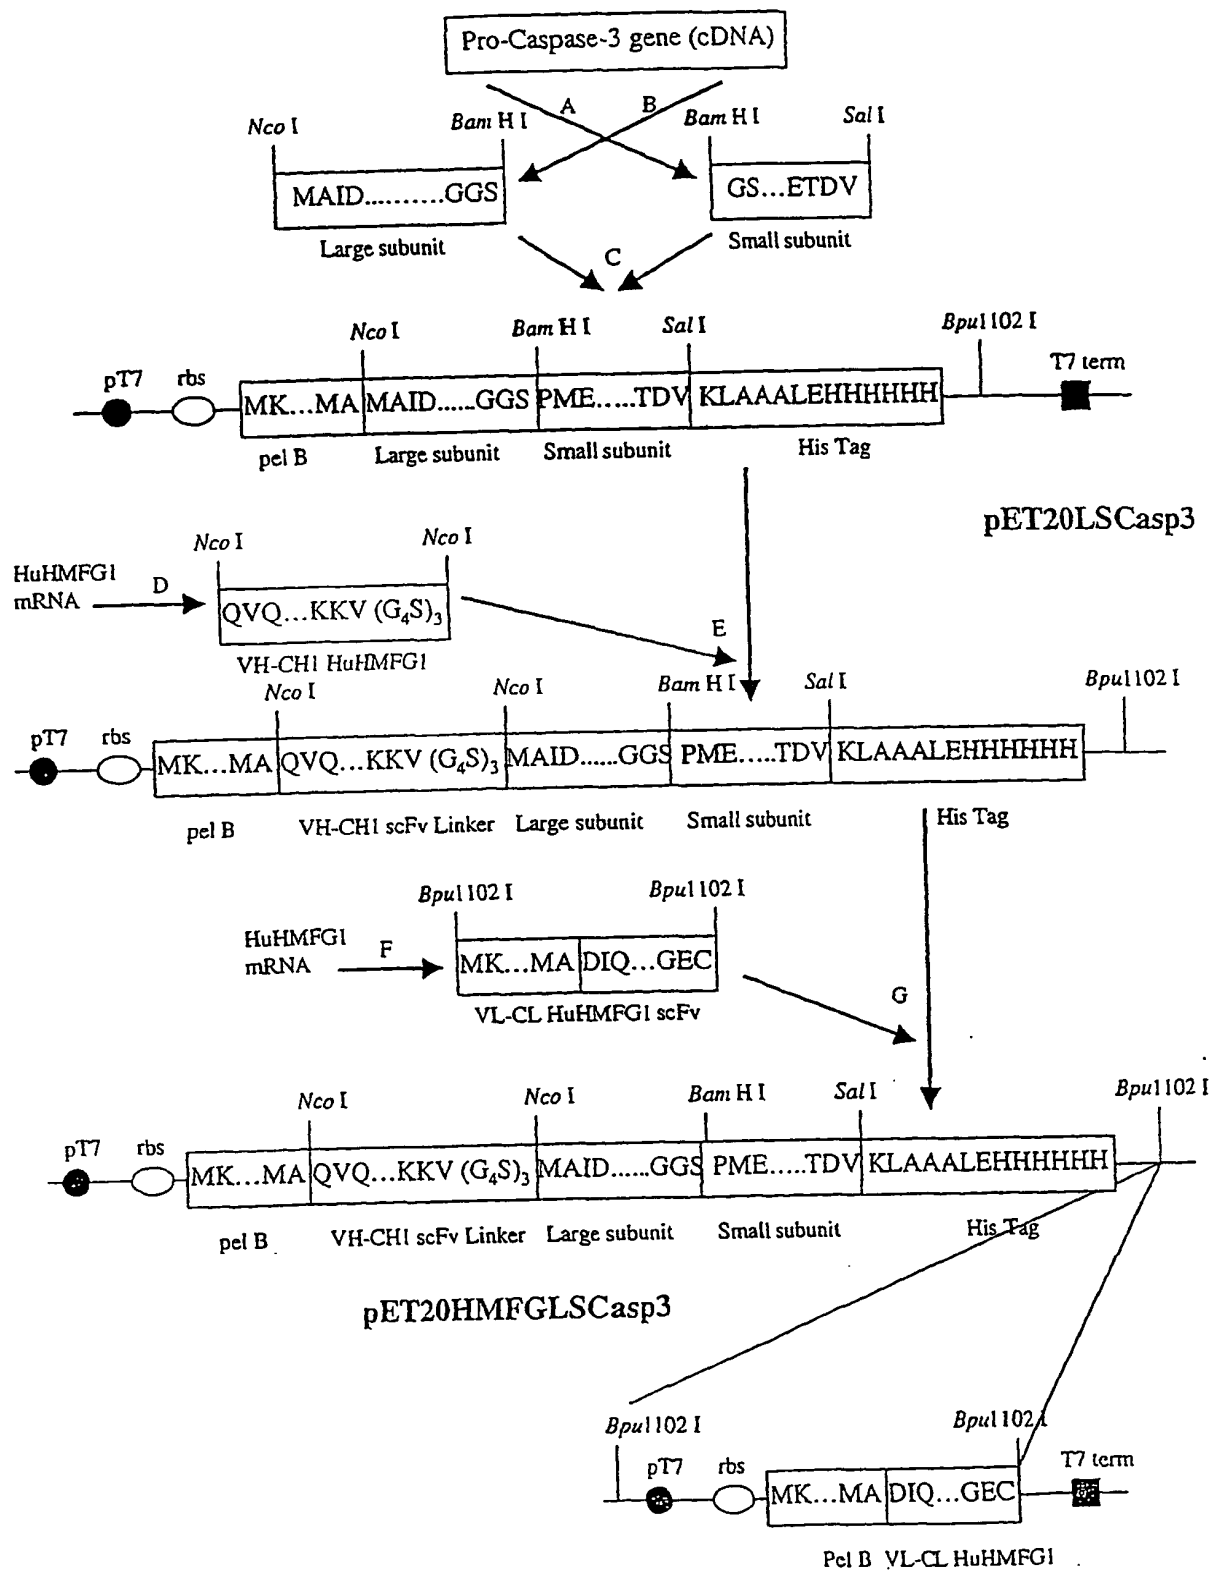 Pro-Caspase-3 gene (cDNA)
A B
Nco I Bam H I Bam H I Sal I
MAID..........GGS GS...ETDV
Large subunit Small subunit
C
Nco I Bam H I Sal I Bpu1102 I
pT7 rbs T7 term
MK...MA MAID......GGS PME.....TDV KLAAALEHHHHHH
pel B Large subunit Small subunit His Tag
pET20LSCasp3
Nco I Nco I
HuHMFG1
mRNA
D
QVQ...KKV (G₄S)₃
E
VH-CH1 HuHMFG1
Nco I Nco I Bam H I Sal I Bpu1102 I
pT7 rbs
MK...MA QVQ...KKV (G₄S)₃ MAID......GGS PME.....TDV KLAAALEHHHHHH
pel B VH-CH1 scFv Linker Large subunit Small subunit His Tag
Bpu1102 I Bpu1102 I
HuHMFG1
mRNA
F
MK...MA DIQ...GEC
G
VL-CL HuHMFG1 scFv
Nco I Nco I Bam H I Sal I Bpu1102 I
pT7 rbs
MK...MA QVQ...KKV (G₄S)₃ MAID......GGS PME.....TDV KLAAALEHHHHHH
pel B VH-CH1 scFv Linker Large subunit Small subunit His Tag
pET20HMFGLSCasp3
Bpu1102 I Bpu1102 I
pT7 rbs T7 term
MK...MA DIQ...GEC
Pel B VL-CL HuHMFG1